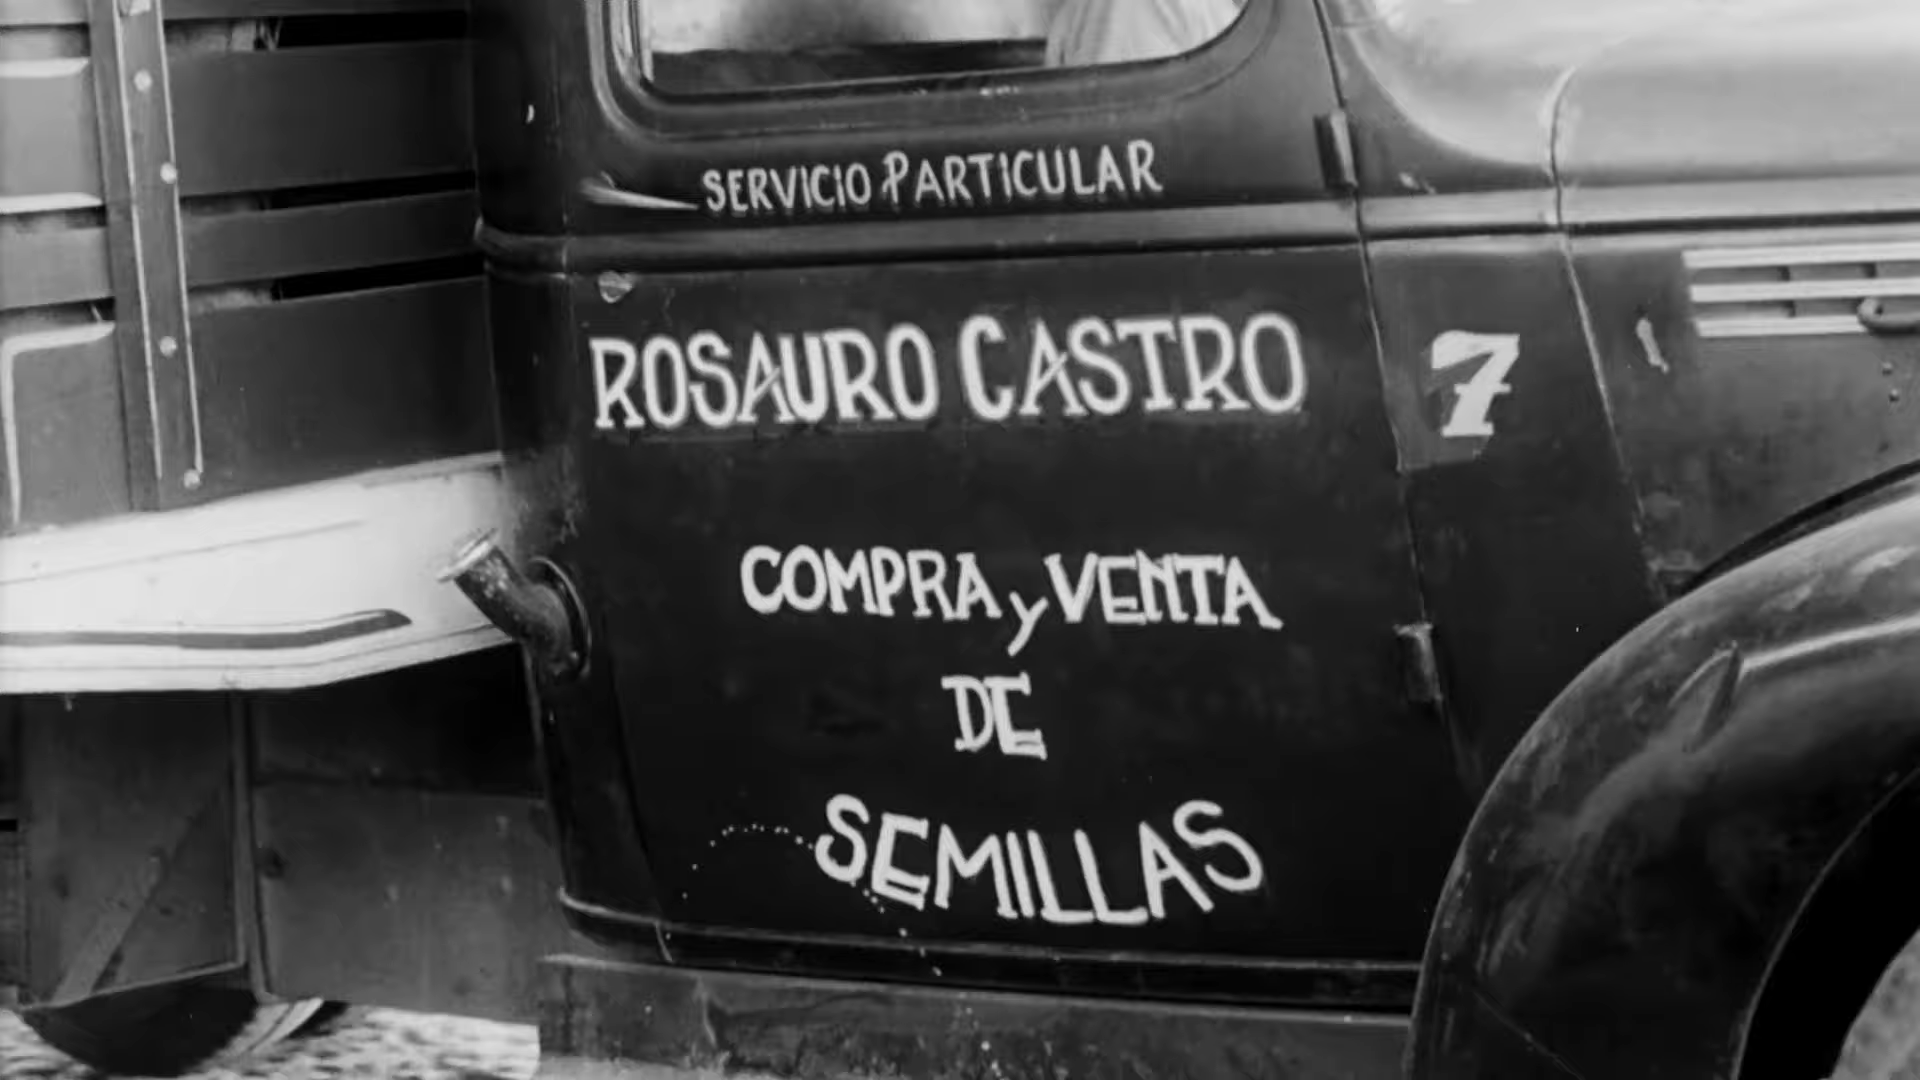 SERVICIO PARTICULAR
ROSAURO CASTRO
7
COMPRA y VENTA
DE
SEMILLAS